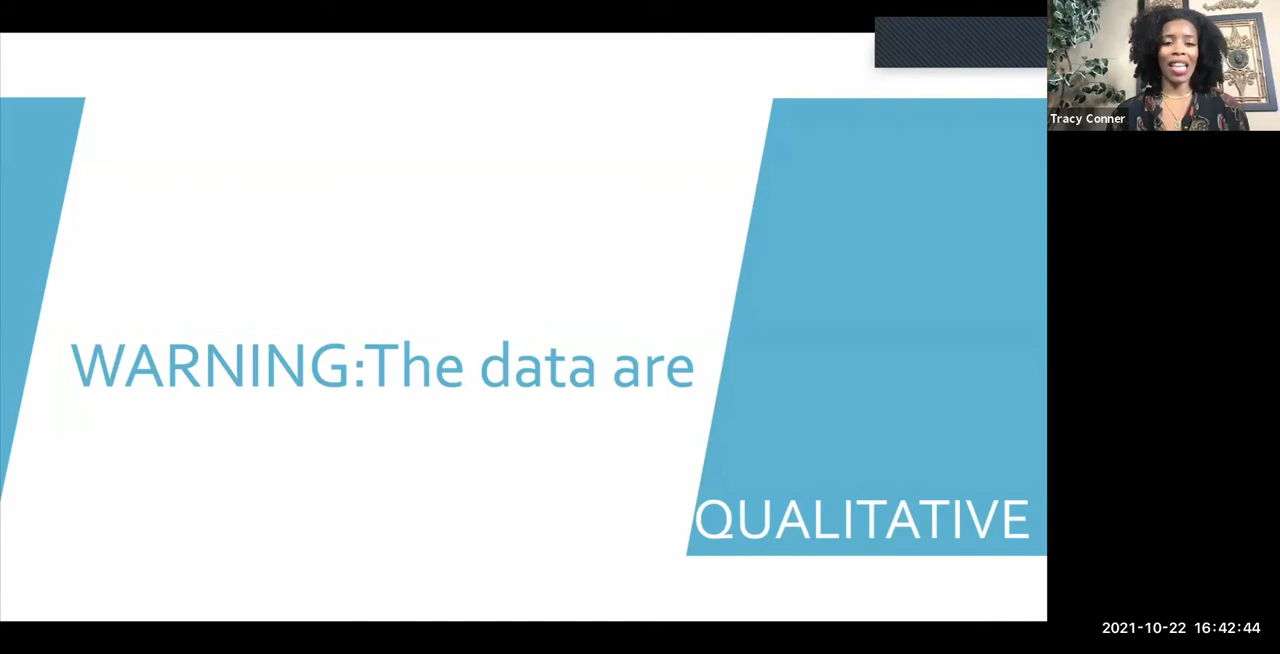 Tracy Conner
WARNING:The data are
QUALITATIVE
2021-10-22 16:42:44